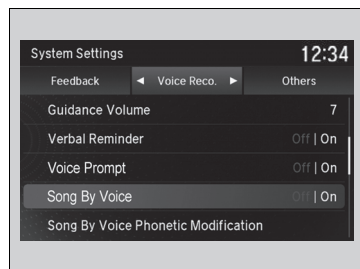 System Settings 12:34
Feedback ◄ Voice Reco. ► Others
Guidance Volume 7
Verbal Reminder Off | On
Voice Prompt Off | On
Song By Voice Off | On
Song By Voice Phonetic Modification